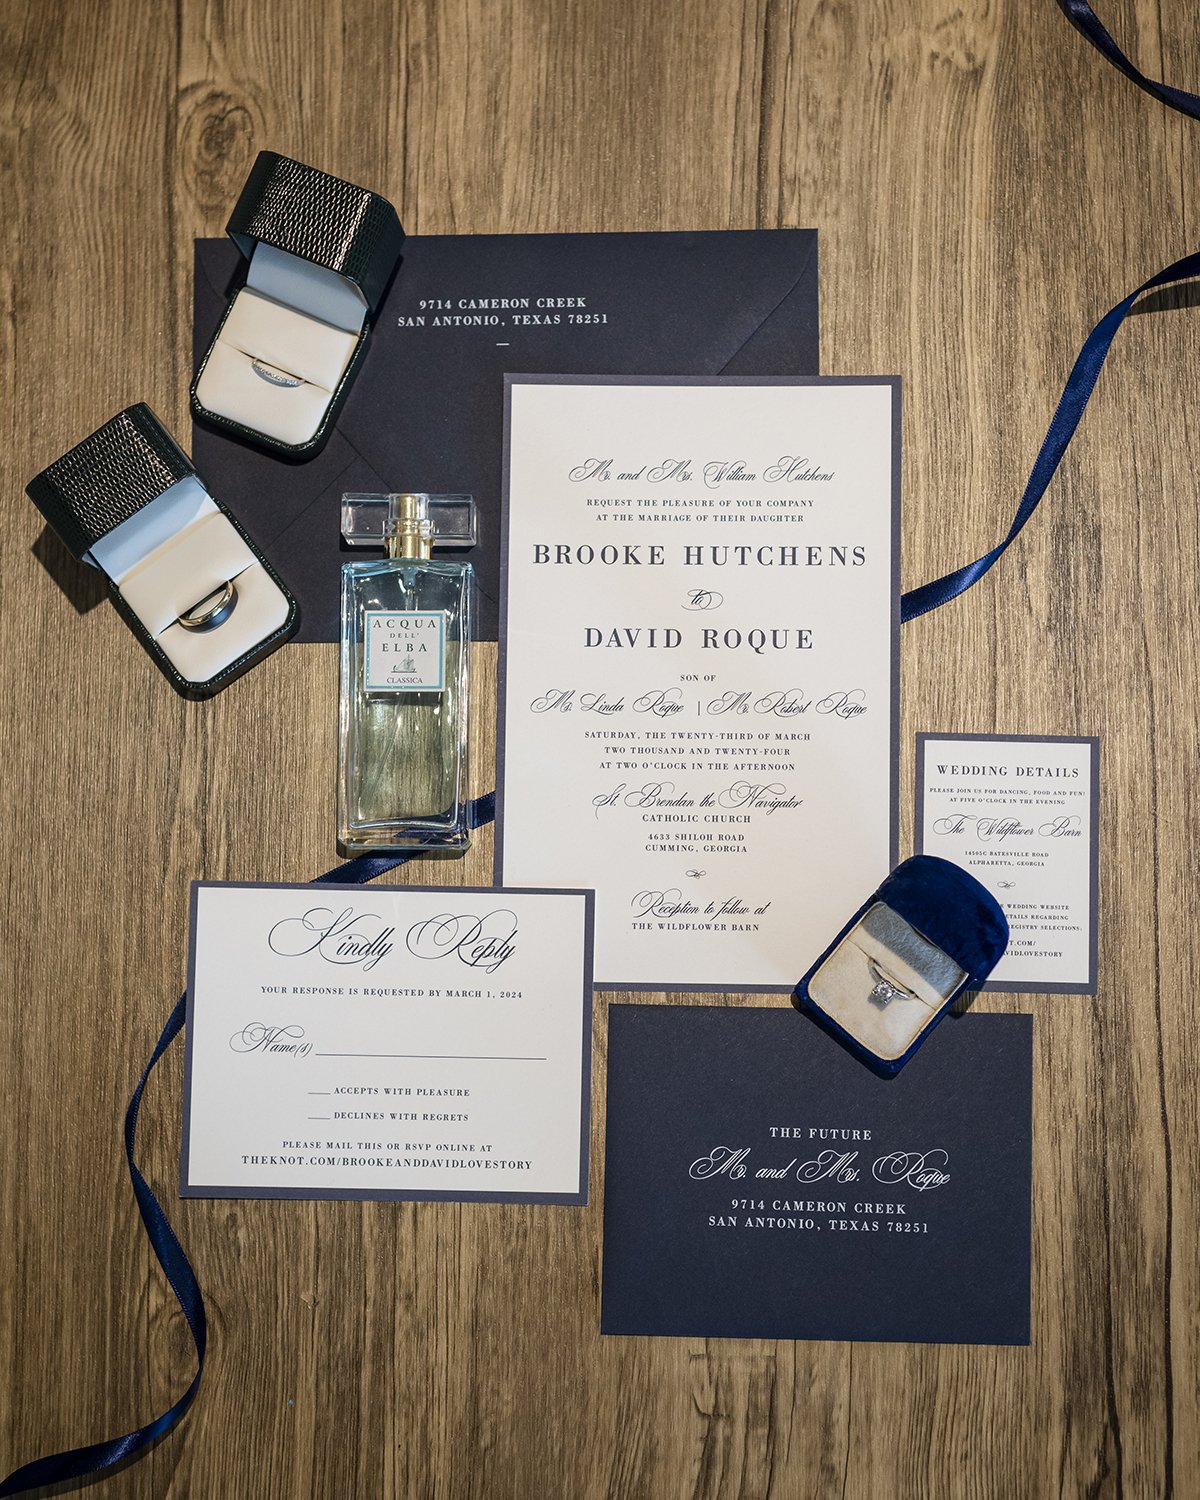 9714 CAMERON CREEK
SAN ANTONIO, TEXAS 78251
Mr. and Mrs. William Hutchens
REQUEST THE PLEASURE OF YOUR COMPANY
AT THE MARRIAGE OF THEIR DAUGHTER
BROOKE HUTCHENS
to
DAVID ROQUE
SON OF
Ms. Linda Roque | Mr. Robert Roque
SATURDAY, THE TWENTY-THIRD OF MARCH
TWO THOUSAND AND TWENTY-FOUR
AT TWO O'CLOCK IN THE AFTERNOON
St. Brendan the Navigator
CATHOLIC CHURCH
4633 SHILOH ROAD
CUMMING, GEORGIA
Reception to follow at
THE WILDFLOWER BARN
ACQUA
DELL'
ELBA
CLASSICA
WEDDING DETAILS
PLEASE JOIN US FOR DANCING, FOOD AND FUN!
AT FIVE O'CLOCK IN THE EVENING
The Wildflower Barn
14505C BATESVILLE ROAD
ALPHARETTA, GEORGIA
WEDDING WEBSITE
DETAILS REGARDING
REGISTRY SELECTIONS:
OT.COM/
AVIDLOVESTORY
Kindly Reply
YOUR RESPONSE IS REQUESTED BY MARCH 1, 2024
Name(s)
ACCEPTS WITH PLEASURE
DECLINES WITH REGRETS
PLEASE MAIL THIS OR RSVP ONLINE AT
THEKNOT.COM/BROOKEANDDAVIDLOVESTORY
THE FUTURE
Mr. and Mrs. Roque
9714 CAMERON CREEK
SAN ANTONIO, TEXAS 78251